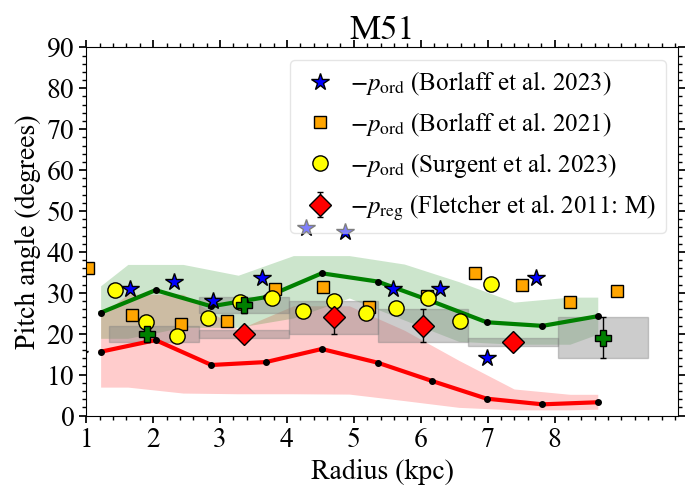 M51
90
80
70
60
50
40
30
20
10
0
Pitch angle (degrees)
−p_ord (Borlaff et al. 2023)
−p_ord (Borlaff et al. 2021)
−p_ord (Surgent et al. 2023)
−p_reg (Fletcher et al. 2011: M)
1 2 3 4 5 6 7 8
Radius (kpc)